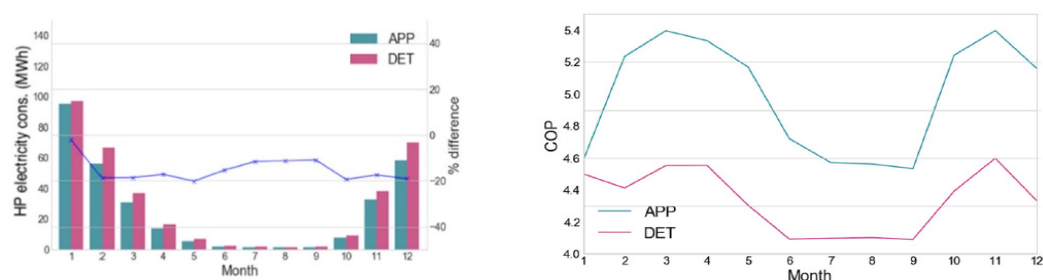 HP electricity cons. (MWh)
140
120
100
80
60
40
20
0
APP
DET
40
20
0
−20
−40
% difference
1 2 3 4 5 6 7 8 9 10 11 12
Month
COP
5.4
5.2
5.0
4.8
4.6
4.4
4.2
4.0
APP
DET
1 2 3 4 5 6 7 8 9 10 11 12
Month